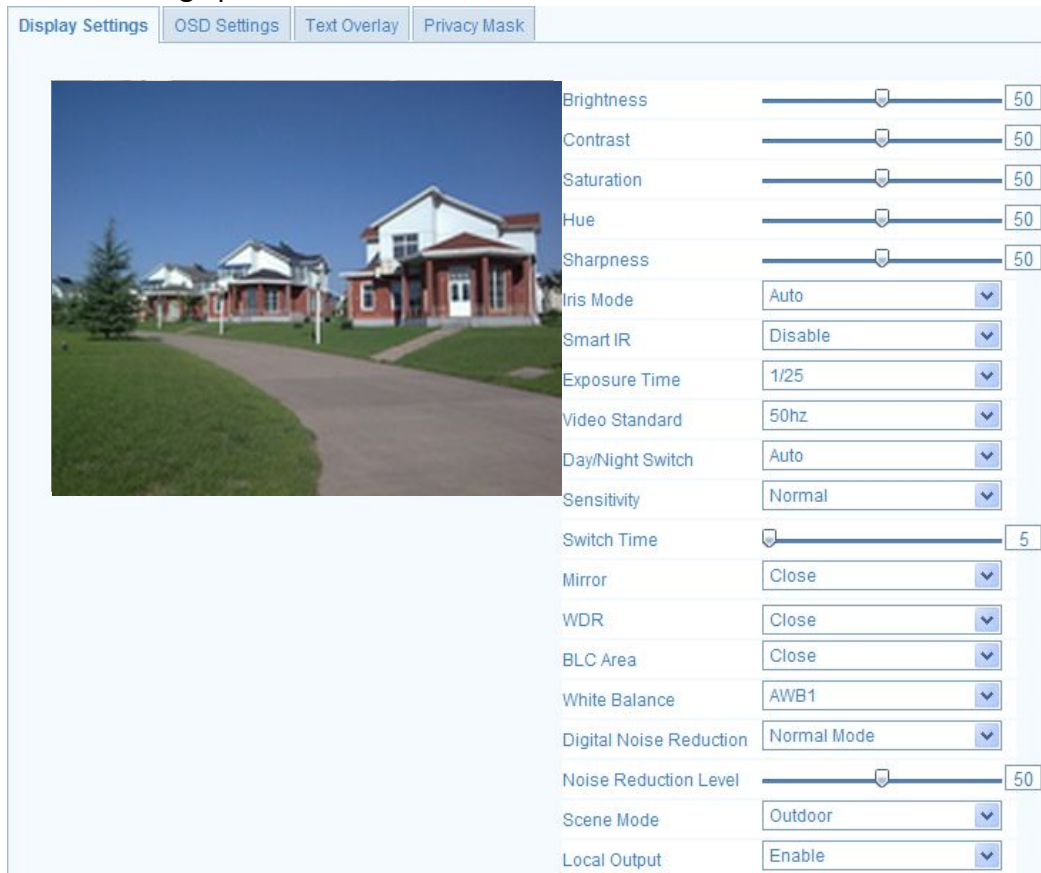 Display Settings OSD Settings Text Overlay Privacy Mask
Brightness 50
Contrast 50
Saturation 50
Hue 50
Sharpness 50
Iris Mode Auto
Smart IR Disable
Exposure Time 1/25
Video Standard 50hz
Day/Night Switch Auto
Sensitivity Normal
Switch Time 5
Mirror Close
WDR Close
BLC Area Close
White Balance AWB1
Digital Noise Reduction Normal Mode
Noise Reduction Level 50
Scene Mode Outdoor
Local Output Enable